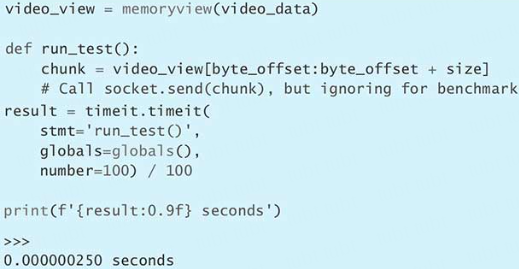 video_view = memoryview(video_data)

def run_test():
    chunk = video_view[byte_offset:byte_offset + size]
    # Call socket.send(chunk), but ignoring for benchmark
result = timeit.timeit(
    stmt='run_test()',
    globals=globals(),
    number=100) / 100

print(f'{result:0.9f} seconds')

>>>
0.000000250 seconds